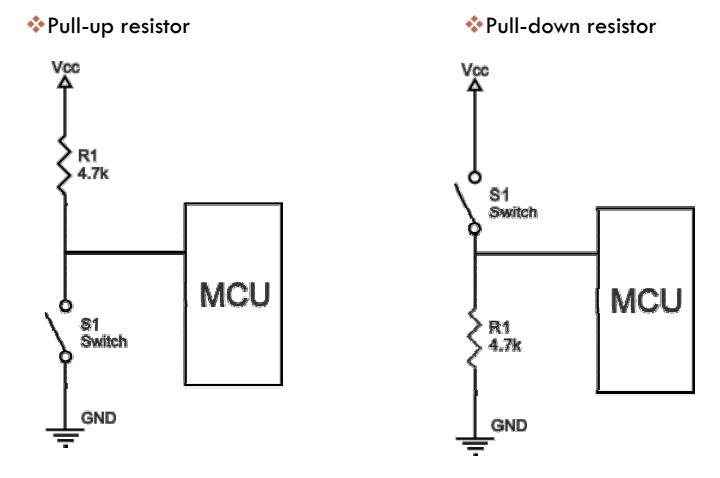 Pull-up resistor
Vcc
R1
4.7k
MCU
S1
Switch
GND
Pull-down resistor
Vcc
S1
Switch
MCU
R1
4.7k
GND